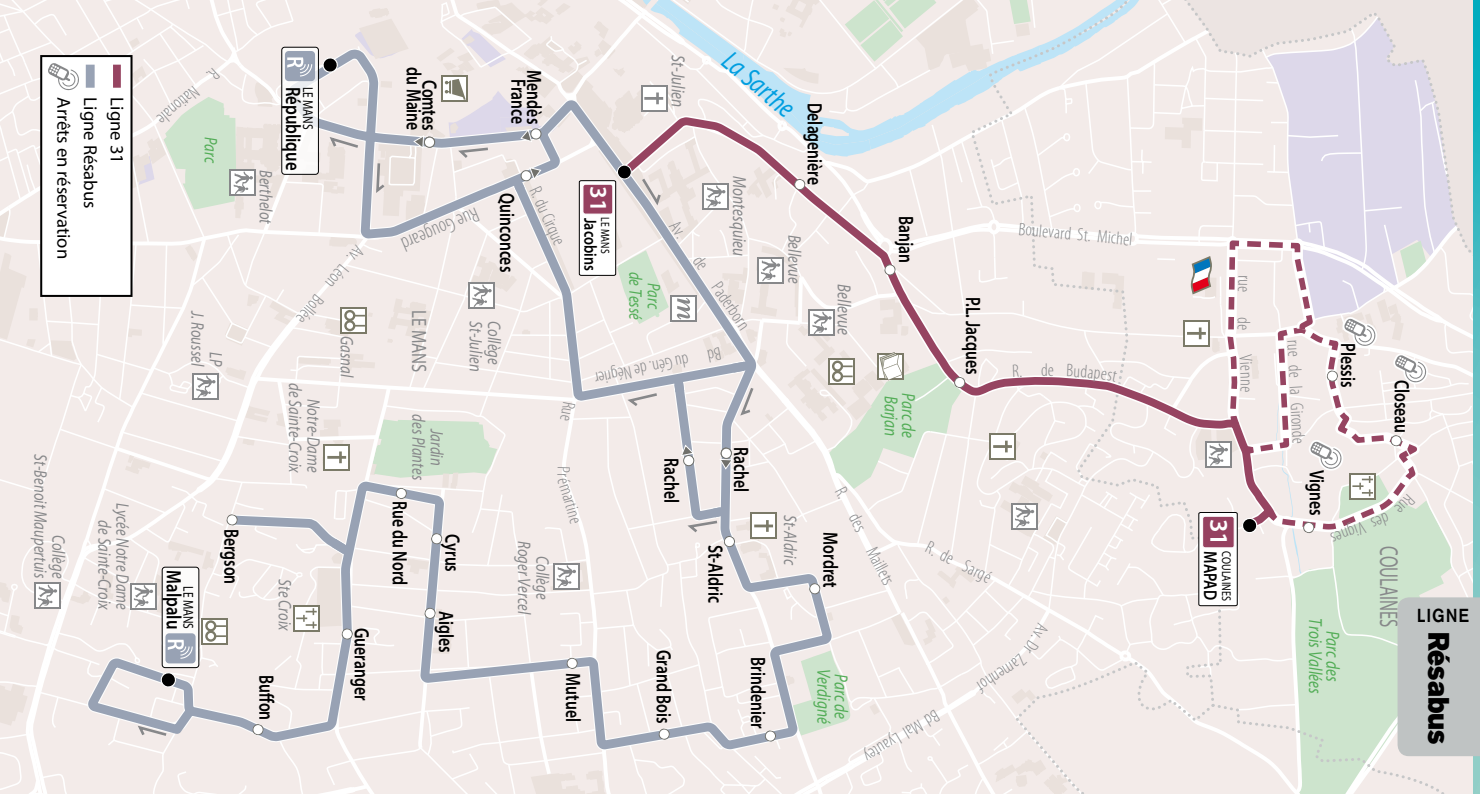 LIGNE
Résabus
Ligne 31
Ligne Résabus
Arrêts en réservation
LE MANS
République
R
Comtes
du Maine
Mendès
France
Quinconces
31
LE MANS
Jacobins
Delagenière
Banjan
P.L. Jacques
Plessis
Closeau
Vignes
31
COULAINES
MAPAD
Rachel
Rachel
St-Aldric
Mordret
Brindenier
Grand Bois
Mutuel
Aigles
Cyrus
Rue du Nord
Bergson
Gueranger
Buffon
LE MANS
Malpalu
R
La Sarthe
St-Julien
R.
Nationale
Parc
Berthelot
Rue Gougeard
R. du Cirque
Av. Léon Bollée
Montesquieu
Bellevue
Bellevue
Av
de
Paderborn
Parc
de Tessé
m
Bd du Gén. de Négrier
Collège
St-Julien
LE MANS
Gasnal
LP
J. Roussel
Notre-Dame
de Sainte-Croix
Jardin
des Plantes
Rue
Prémartine
St-Benoit Maupertuis
Lycée Notre Dame
de Sainte-Croix
Collège
Ste Croix
Collège
Roger Vercel
St-Aldric
Parc de
Verdigné
Parc de
Banjan
R. des Maillets
R. de Sargé
Av. Dr Zamenhof
Bd Mal Lyautey
R. de Budapest
Boulevard St. Michel
rue de Vienne
rue de la Gironde
Rue des Vignes
COULAINES
Parc des
Trois Vallées